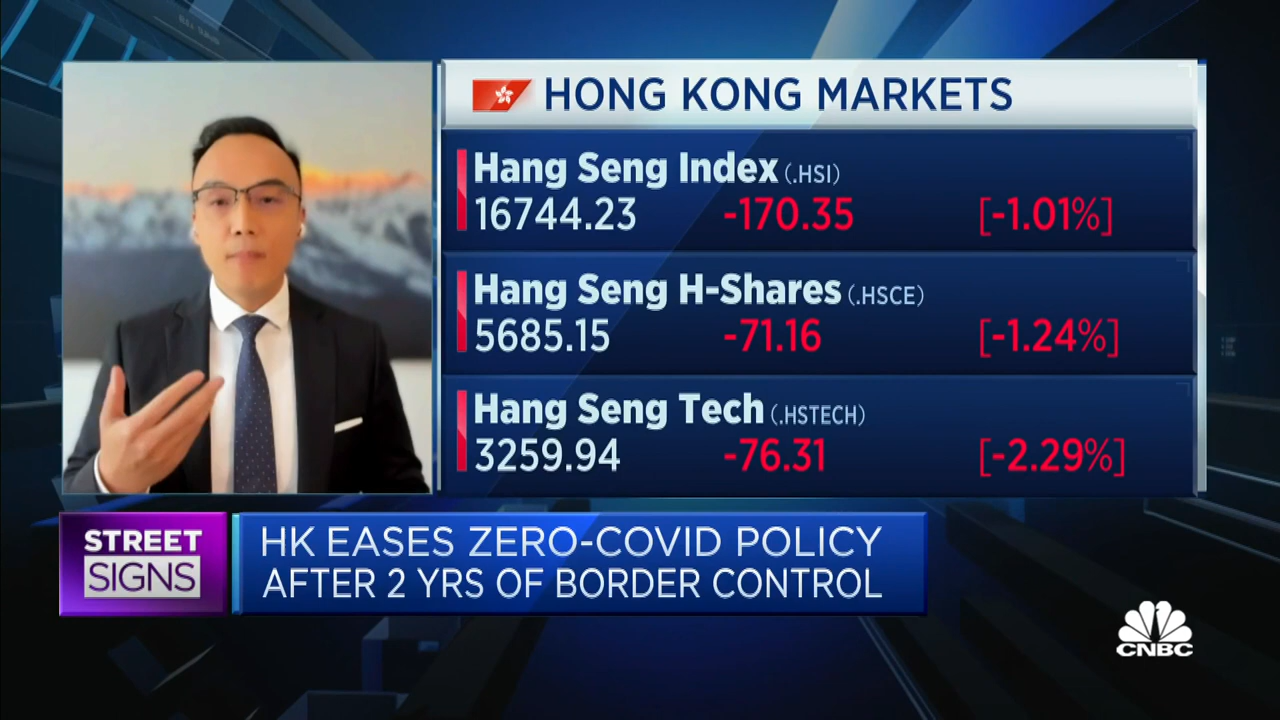 HONG KONG MARKETS
Hang Seng Index (.HSI)
16744.23 -170.35 [-1.01%]
Hang Seng H-Shares (.HSCE)
5685.15 -71.16 [-1.24%]
Hang Seng Tech (.HSTECH)
3259.94 -76.31 [-2.29%]
STREET
SIGNS
HK EASES ZERO-COVID POLICY
AFTER 2 YRS OF BORDER CONTROL
CNBC